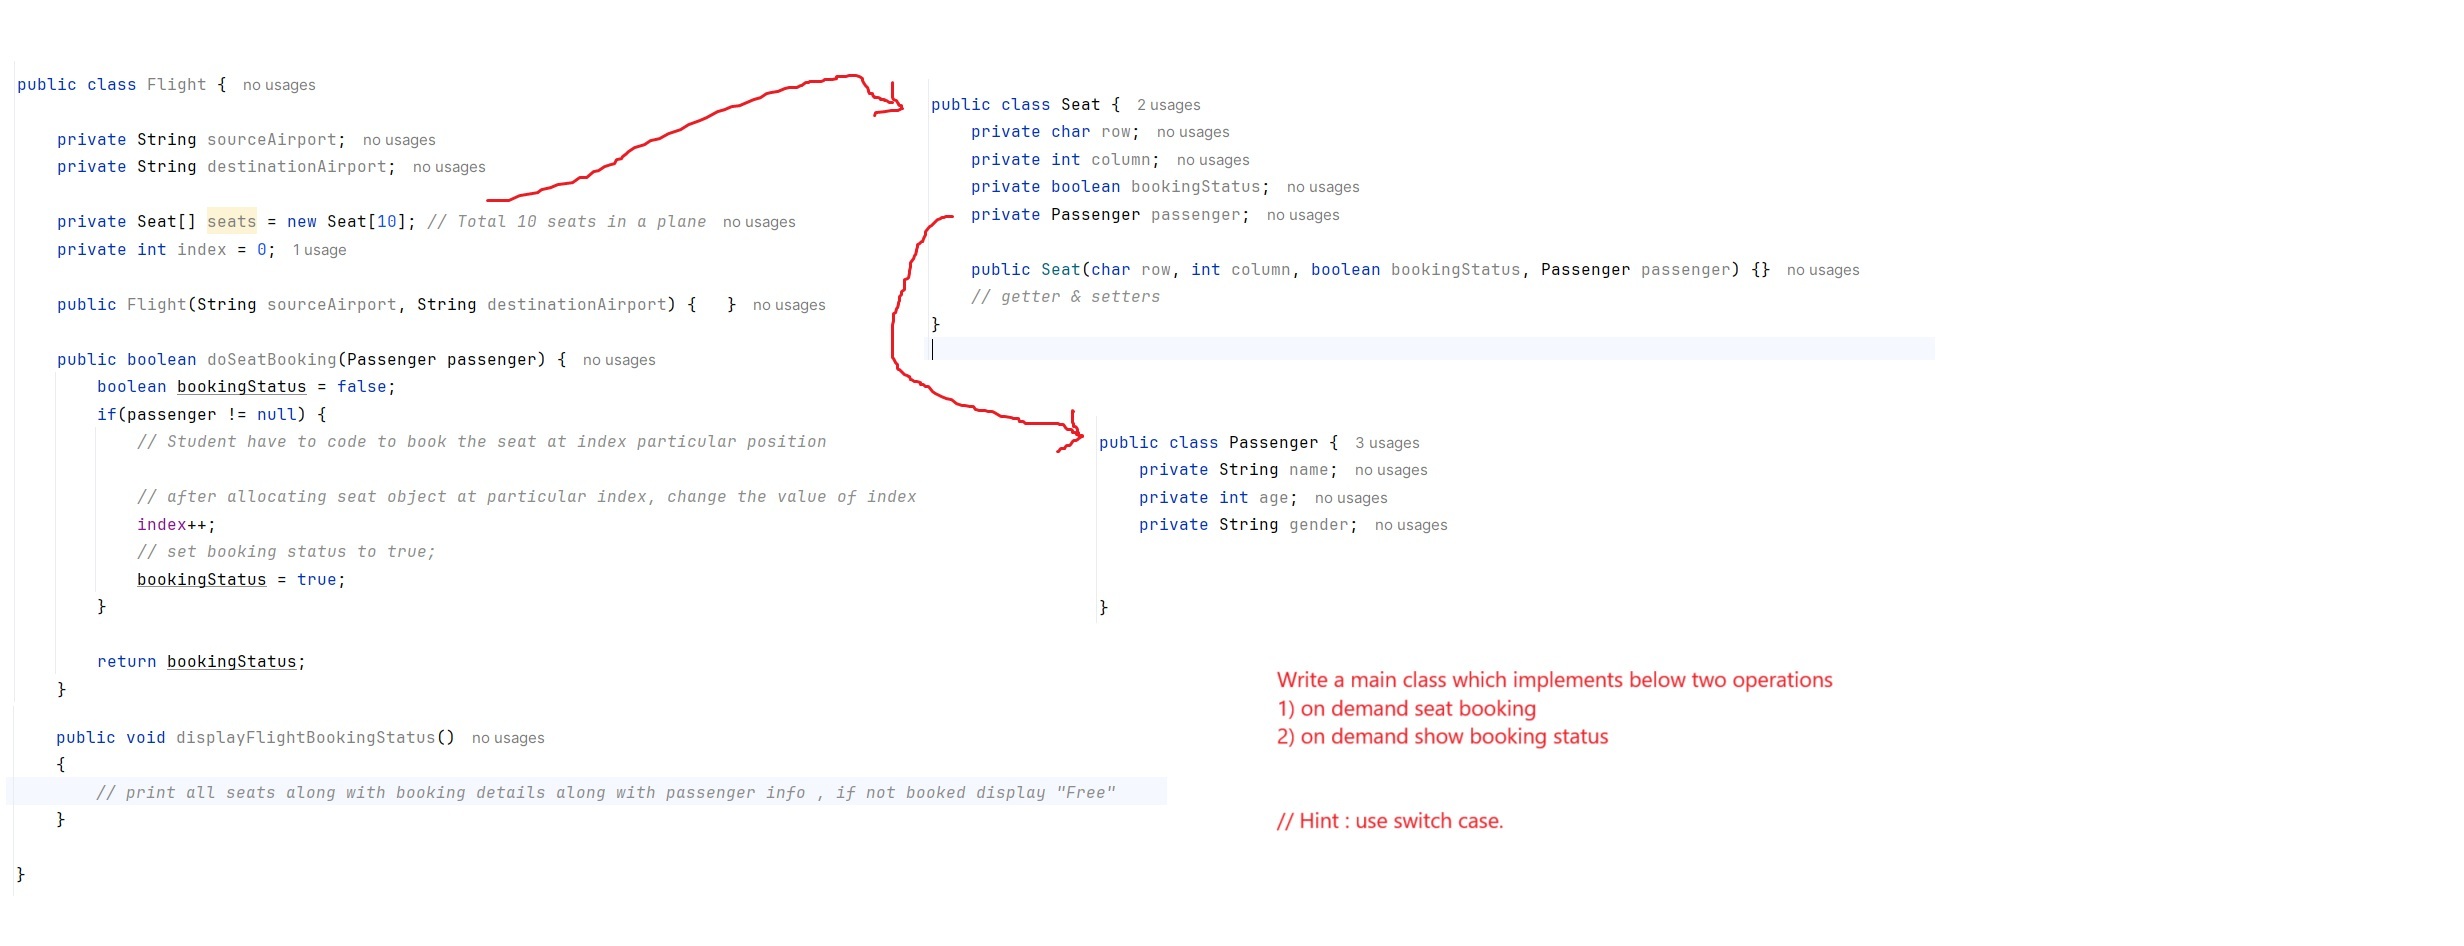 public class Flight {  no usages
private String sourceAirport;  no usages
private String destinationAirport;  no usages
private Seat[] seats = new Seat[10]; // Total 10 seats in a plane  no usages
private int index = 0;  1 usage
public Flight(String sourceAirport, String destinationAirport) {   }  no usages
public boolean doSeatBooking(Passenger passenger) {  no usages
boolean bookingStatus = false;
if(passenger != null) {
// Student have to code to book the seat at index particular position
// after allocating seat object at particular index, change the value of index
index++;
// set booking status to true;
bookingStatus = true;
}
return bookingStatus;
}
public void displayFlightBookingStatus()  no usages
{
// print all seats along with booking details along with passenger info , if not booked display "Free"
}
}
public class Seat {  2 usages
private char row;  no usages
private int column;  no usages
private boolean bookingStatus;  no usages
private Passenger passenger;  no usages
public Seat(char row, int column, boolean bookingStatus, Passenger passenger) {}  no usages
// getter & setters
}
public class Passenger {  3 usages
private String name;  no usages
private int age;  no usages
private String gender;  no usages
}
Write a main class which implements below two operations
1) on demand seat booking
2) on demand show booking status
// Hint : use switch case.